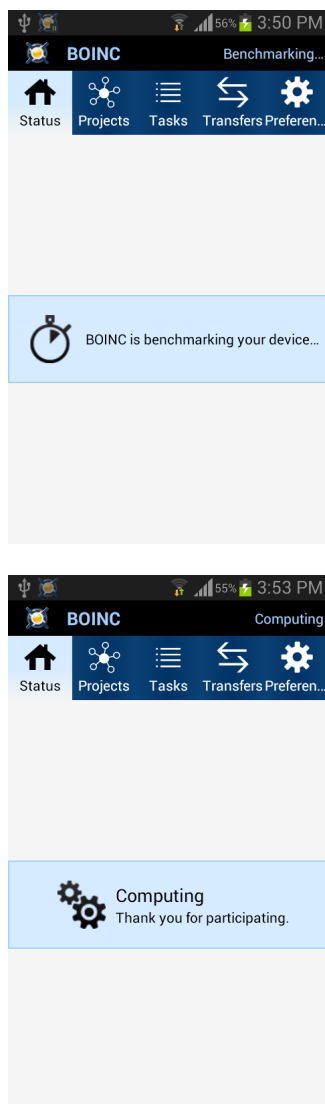 56% 3:50 PM
BOINC Benchmarking...
Status Projects Tasks Transfers Preferen...
BOINC is benchmarking your device...
55% 3:53 PM
BOINC Computing
Status Projects Tasks Transfers Preferen...
Computing
Thank you for participating.